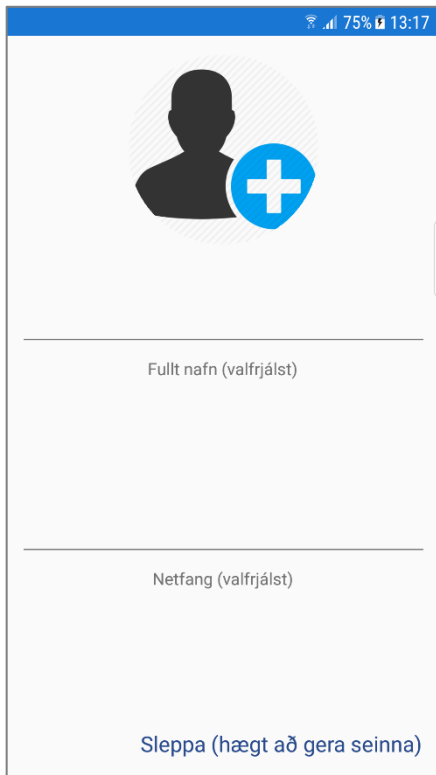 75% 13:17
Fullt nafn (valfrjálst)
Netfang (valfrjálst)
Sleppa (hægt að gera seinna)